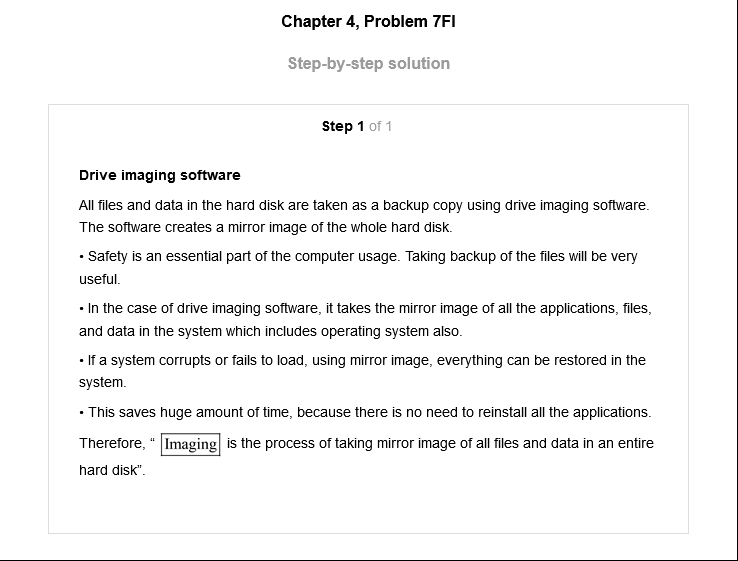 Chapter 4, Problem 7FI
Step-by-step solution
Step 1 of 1
Drive imaging software
All files and data in the hard disk are taken as a backup copy using drive imaging software.
The software creates a mirror image of the whole hard disk.
• Safety is an essential part of the computer usage. Taking backup of the files will be very
useful.
• In the case of drive imaging software, it takes the mirror image of all the applications, files,
and data in the system which includes operating system also.
• If a system corrupts or fails to load, using mirror image, everything can be restored in the
system.
• This saves huge amount of time, because there is no need to reinstall all the applications.
Therefore, “ Imaging is the process of taking mirror image of all files and data in an entire
hard disk”.